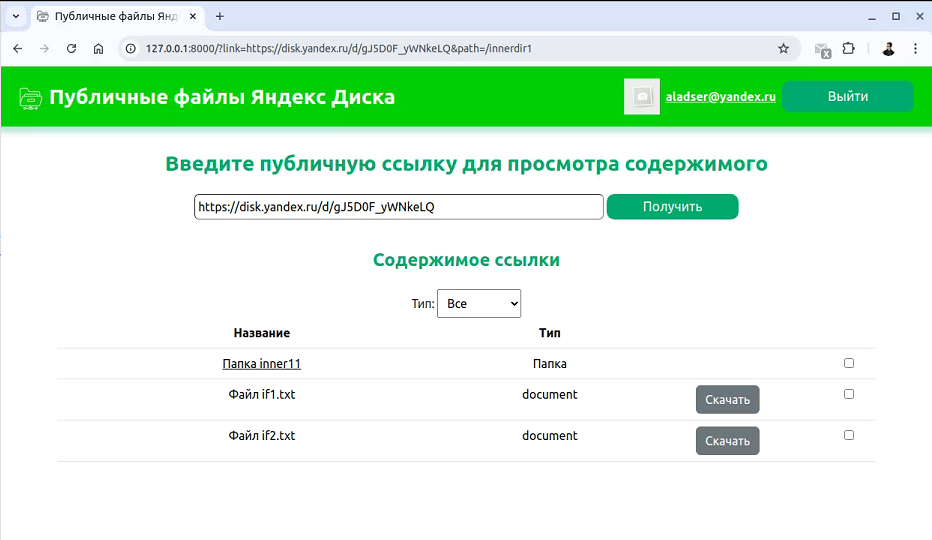 Публичные файлы Янд
127.0.0.1:8000/?link=https://disk.yandex.ru/d/gJ5D0F_yWNkeLQ&path=/innerdir1
Публичные файлы Яндекс Диска
aladser@yandex.ru
Выйти
Введите публичную ссылку для просмотра содержимого
https://disk.yandex.ru/d/gJ5D0F_yWNkeLQ
Получить
Содержимое ссылки
Тип: Все
Название Тип
Папка inner11 Папка
Файл if1.txt document Скачать
Файл if2.txt document Скачать